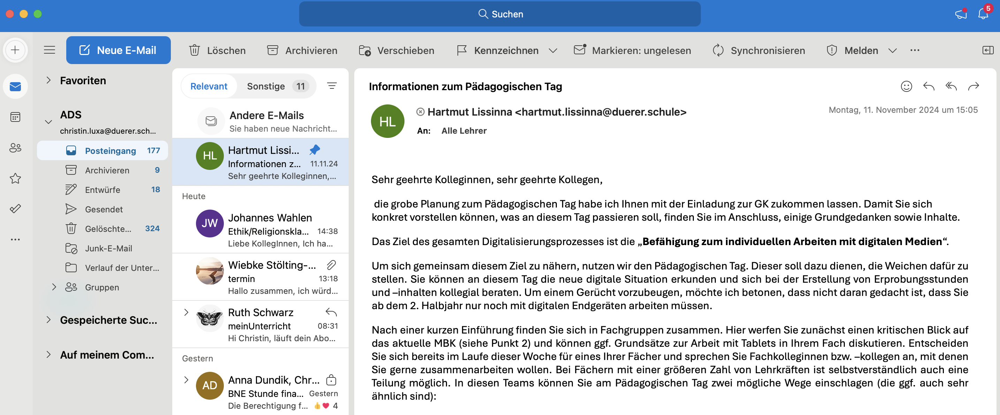 Suchen
5
Neue E-Mail
Löschen
Archivieren
Verschieben
Kennzeichnen
Markieren: ungelesen
Synchronisieren
Melden
Favoriten
ADS
christin.luxa@duerer.sch...
Posteingang 177
Archivieren 9
Entwürfe 18
Gesendet
Gelöschte... 324
Junk-E-Mail
Verlauf der Unter...
Gruppen
Gespeicherte Suc...
Auf meinem Com...
Relevant
Sonstige 11
Andere E-Mails
Sie haben neue Nachricht...
HL
Hartmut Lissi...
Informationen z... 11.11.24
Sehr geehrte Kolleginnen,...
Heute
JW
Johannes Wahlen
Ethik/Religionskla... 14:38
Liebe KollegInnen, Ich ha...
Wiebke Stölting-...
termin 13:18
Hallo zusammen, ich würd...
Ruth Schwarz
meinUnterricht 08:31
Hi Christin, läuft dein Abo...
Gestern
AD
Anna Dundik, Chr...
BNE Stunde fina... Gestern
Die Berechtigung f... 👍❤️ 4
Informationen zum Pädagogischen Tag
HL
Hartmut Lissinna <hartmut.lissinna@duerer.schule>
Montag, 11. November 2024 um 15:05
An: Alle Lehrer
Sehr geehrte Kolleginnen, sehr geehrte Kollegen,
die grobe Planung zum Pädagogischen Tag habe ich Ihnen mit der Einladung zur GK zukommen lassen. Damit Sie sich
konkret vorstellen können, was an diesem Tag passieren soll, finden Sie im Anschluss, einige Grundgedanken sowie Inhalte.
Das Ziel des gesamten Digitalisierungsprozesses ist die „Befähigung zum individuellen Arbeiten mit digitalen Medien“.
Um sich gemeinsam diesem Ziel zu nähern, nutzen wir den Pädagogischen Tag. Dieser soll dazu dienen, die Weichen dafür zu
stellen. Sie können an diesem Tag die neue digitale Situation erkunden und sich bei der Erstellung von Erprobungsstunden
und –inhalten kollegial beraten. Um einem Gerücht vorzubeugen, möchte ich betonen, dass nicht daran gedacht ist, dass Sie
ab dem 2. Halbjahr nur noch mit digitalen Endgeräten arbeiten müssen.
Nach einer kurzen Einführung finden Sie sich in Fachgruppen zusammen. Hier werfen Sie zunächst einen kritischen Blick auf
das aktuelle MBK (siehe Punkt 2) und können ggf. Grundsätze zur Arbeit mit Tablets in Ihrem Fach diskutieren. Entscheiden
Sie sich bereits im Laufe dieser Woche für eines Ihrer Fächer und sprechen Sie Fachkolleginnen bzw. –kollegen an, mit denen
Sie gerne zusammenarbeiten wollen. Bei Fächern mit einer größeren Zahl von Lehrkräften ist selbstverständlich auch eine
Teilung möglich. In diesen Teams können Sie am Pädagogischen Tag zwei mögliche Wege einschlagen (die ggf. auch sehr
ähnlich sind):